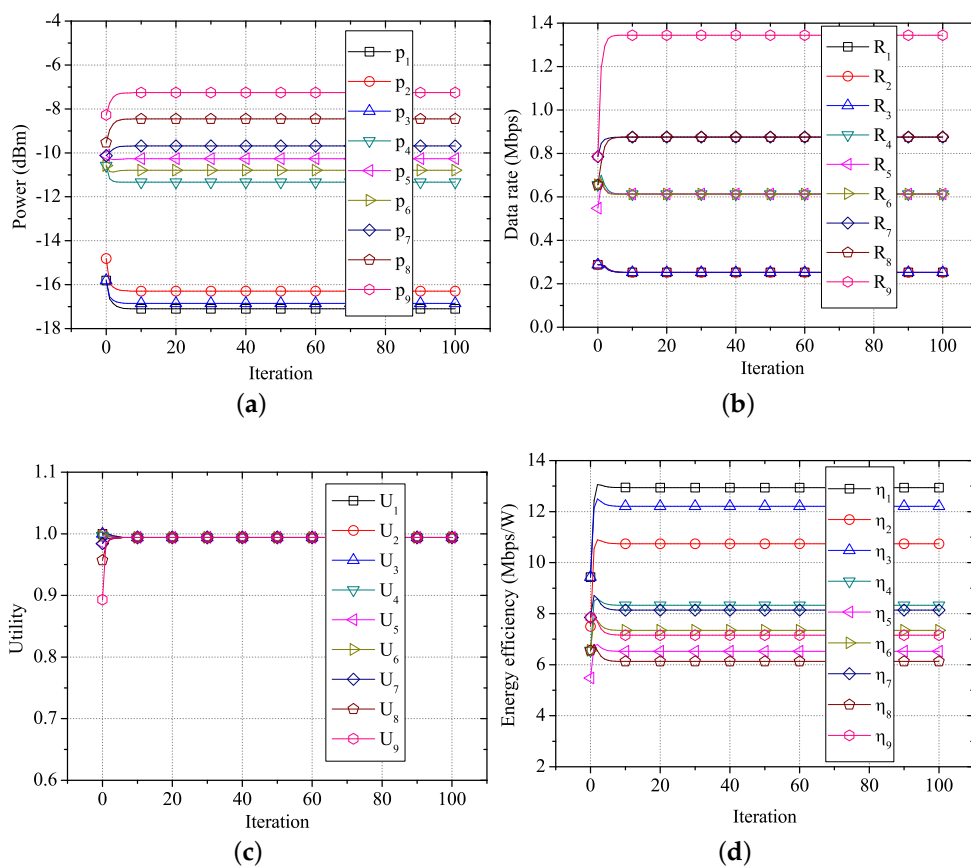 -4
-6
-8
-10
-12
-14
-16
-18
Power (dBm)
0 20 40 60 80 100
Iteration
p₁
p₂
p₃
p₄
p₅
p₆
p₇
p₈
p₉
(a)
1.4
1.2
1.0
0.8
0.6
0.4
0.2
0.0
Data rate (Mbps)
0 20 40 60 80 100
Iteration
R₁
R₂
R₃
R₄
R₅
R₆
R₇
R₈
R₉
(b)
1.1
1.0
0.9
0.8
0.7
0.6
Utility
0 20 40 60 80 100
Iteration
U₁
U₂
U₃
U₄
U₅
U₆
U₇
U₈
U₉
(c)
14
12
10
8
6
4
2
Energy efficiency (Mbps/W)
0 20 40 60 80 100
Iteration
η₁
η₂
η₃
η₄
η₅
η₆
η₇
η₈
η₉
(d)